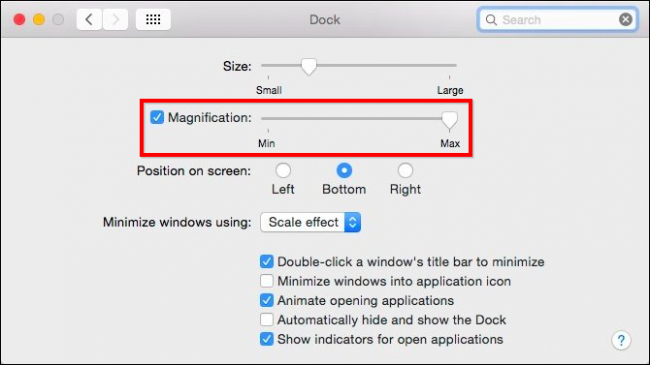 Dock
Search
Size:
Small Large
Magnification:
Min Max
Position on screen:
Left Bottom Right
Minimize windows using: Scale effect
Double-click a window's title bar to minimize
Minimize windows into application icon
Animate opening applications
Automatically hide and show the Dock
Show indicators for open applications
?